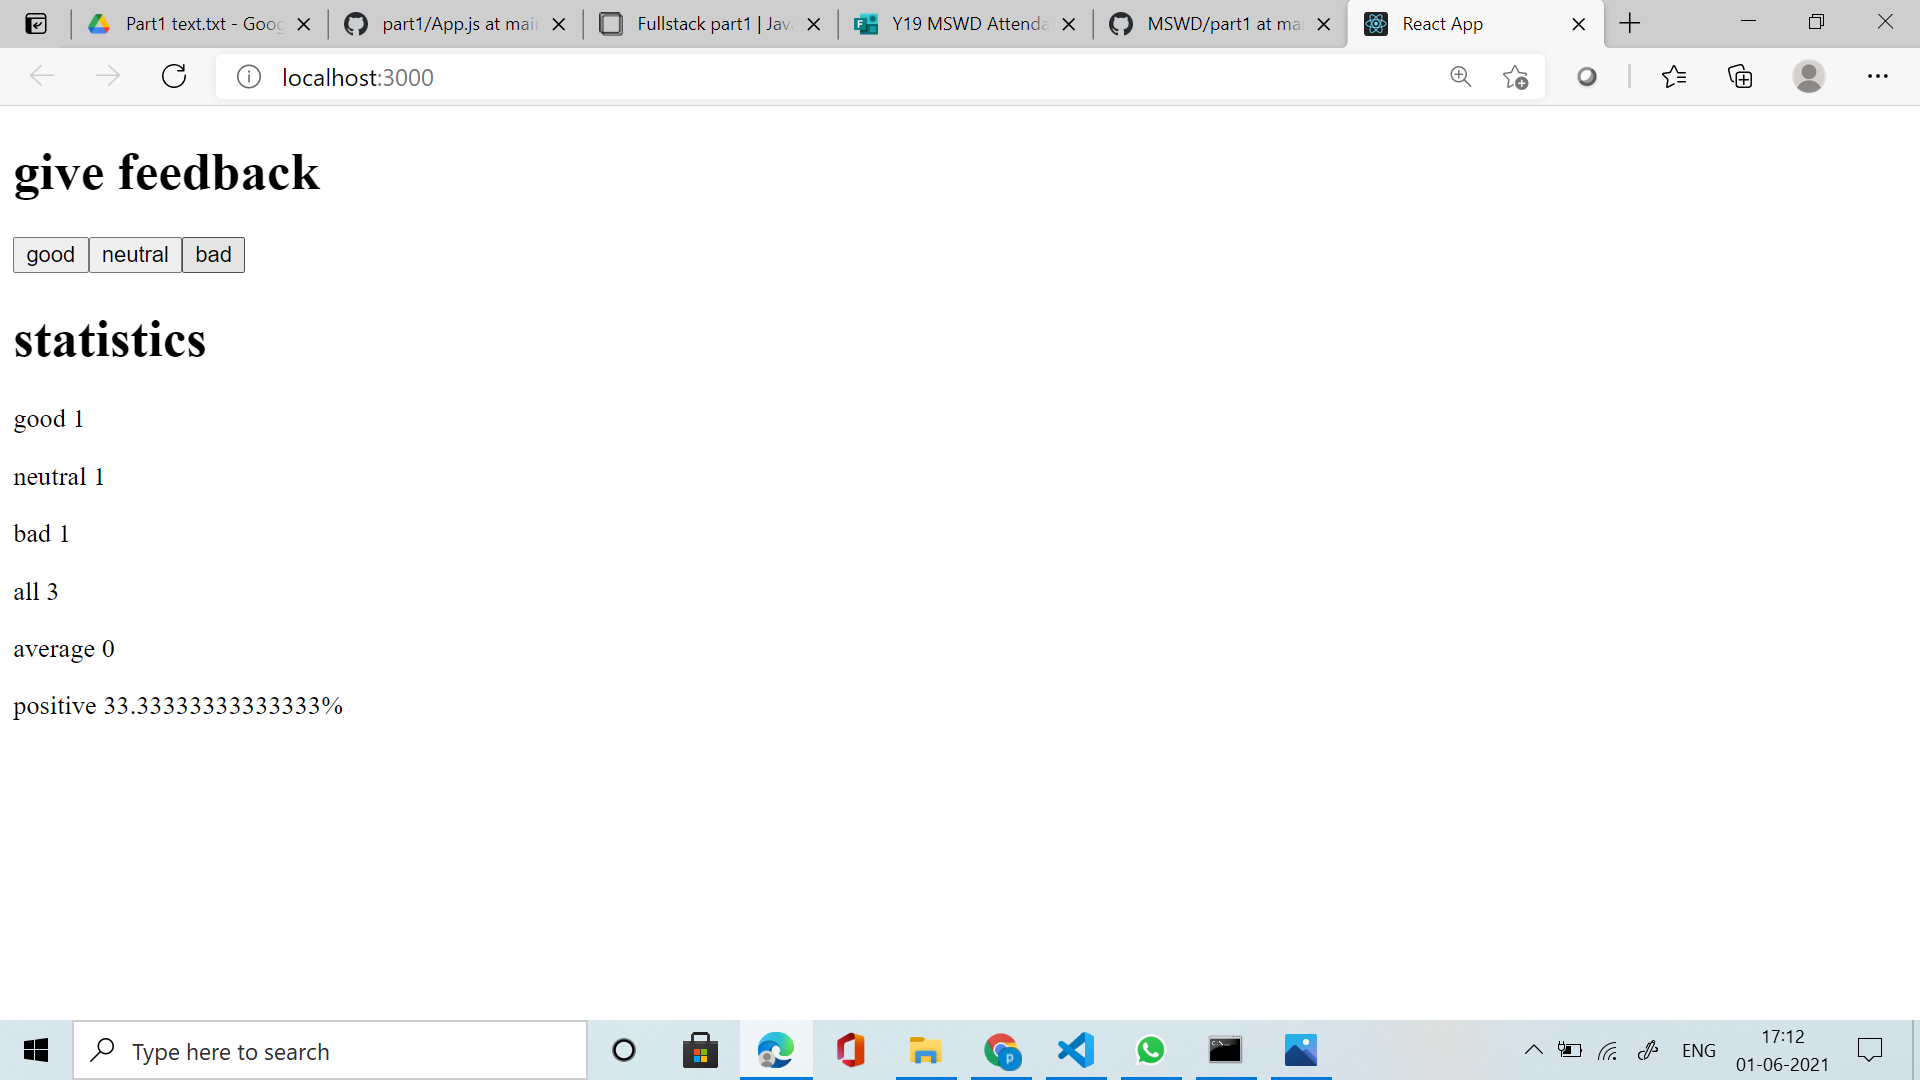 Part1 text.txt - Goog
part1/App.js at main
Fullstack part1 | Java
Y19 MSWD Attenda
MSWD/part1 at mai
React App
localhost:3000
give feedback
good neutral bad
statistics
good 1
neutral 1
bad 1
all 3
average 0
positive 33.33333333333333%
Type here to search
ENG
17:12
01-06-2021